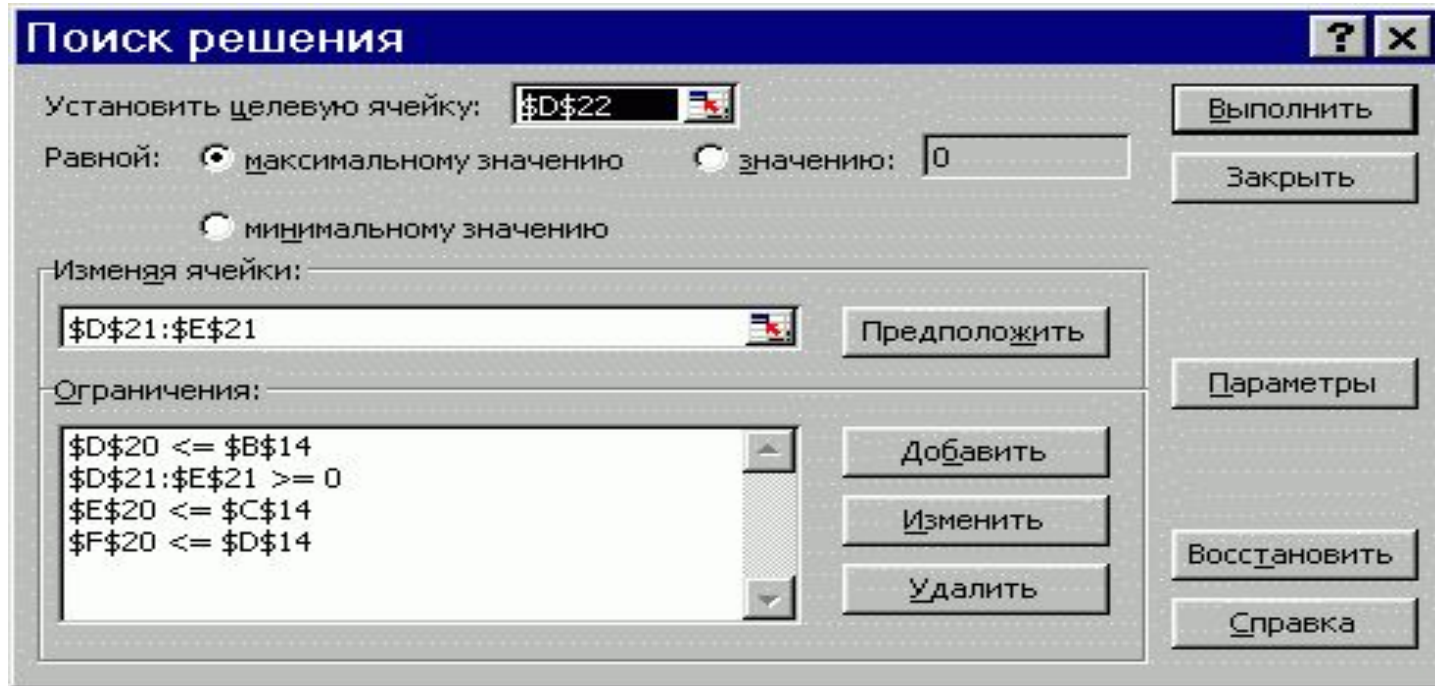 Поиск решения ? ×
Установить целевую ячейку: $D$22
Выполнить
Равной: максимальному значению значению: 0
Закрыть
минимальному значению
Изменяя ячейки:
$D$21:$E$21 Предположить
Параметры
Ограничения:
$D$20 <= $B$14
$D$21:$E$21 >= 0
$E$20 <= $C$14
$F$20 <= $D$14
Добавить
Изменить
Удалить
Восстановить
Справка